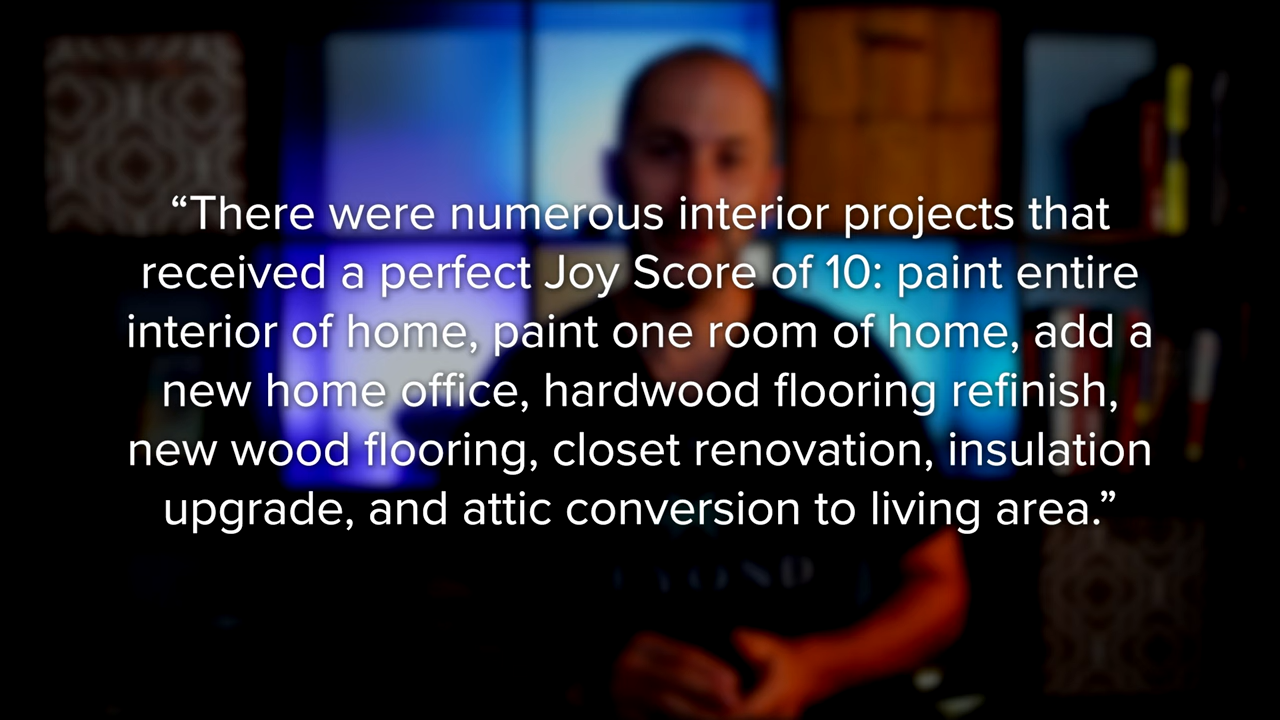 “There were numerous interior projects that
received a perfect Joy Score of 10: paint entire
interior of home, paint one room of home, add a
new home office, hardwood flooring refinish,
new wood flooring, closet renovation, insulation
upgrade, and attic conversion to living area.”